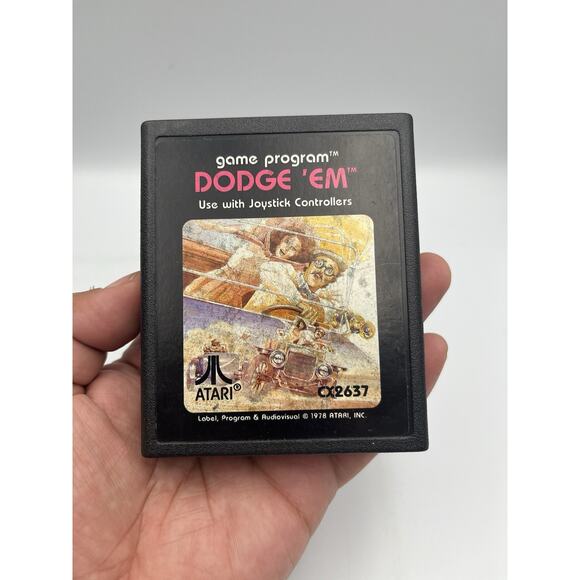 game program™
DODGE 'EM™
Use with Joystick Controllers
ATARI®
CX2637
Label, Program & Audiovisual © 1978 ATARI, INC.